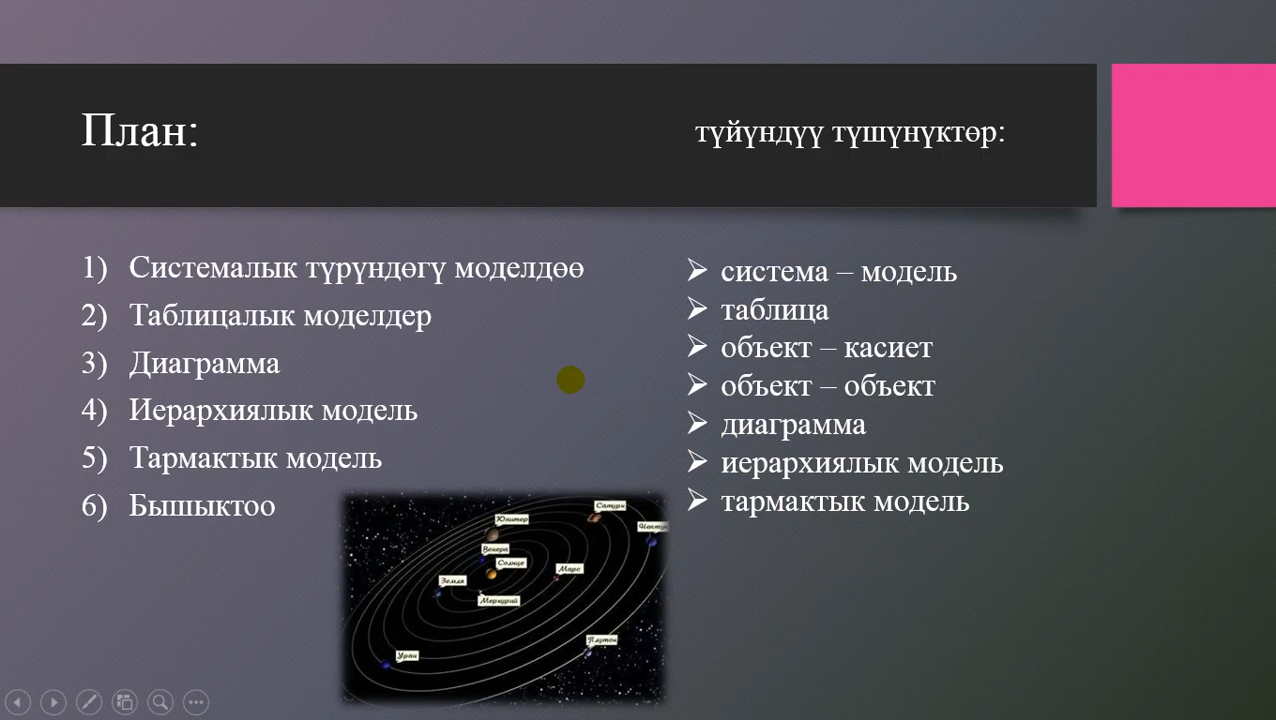 План:
түйүндүү түшүнүктөр:
1) Системалык түрүндөгү моделдөө
2) Таблицалык моделдер
3) Диаграмма
4) Иерархиялык модель
5) Тармактык модель
6) Бышыктоо
система – модель
таблица
объект – касиет
объект – объект
диаграмма
иерархиялык модель
тармактык модель
Сатурн
Юпитер
Нептун
Венера
Солнце
Марс
Земля
Меркурий
Плутон
Уран